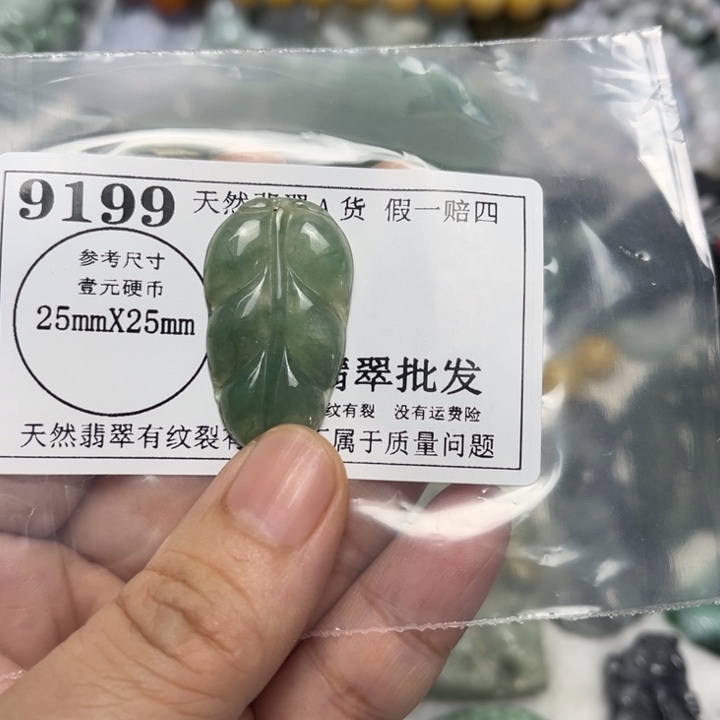 9199 天然翡翠A货 假一赔四
参考尺寸
壹元硬币
25mmX25mm
翡翠批发
纹有裂 没有运费险
天然翡翠有纹裂 属于质量问题